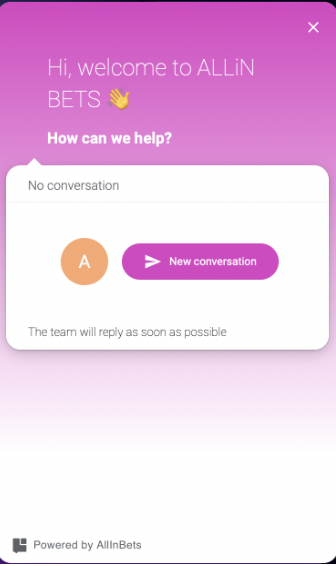 Hi, welcome to ALLiN
BETS 👋
How can we help?
No conversation
A
New conversation
The team will reply as soon as possible
Powered by AllInBets